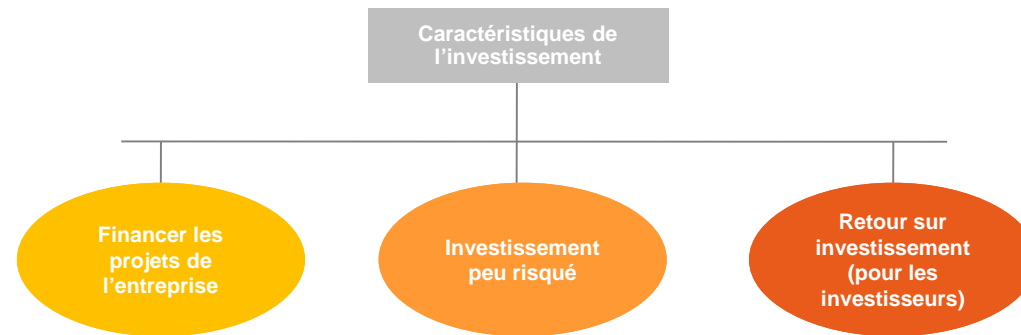 Caractéristiques de
l’investissement
Financer les
projets de
l’entreprise
Investissement
peu risqué
Retour sur
investissement
(pour les
investisseurs)